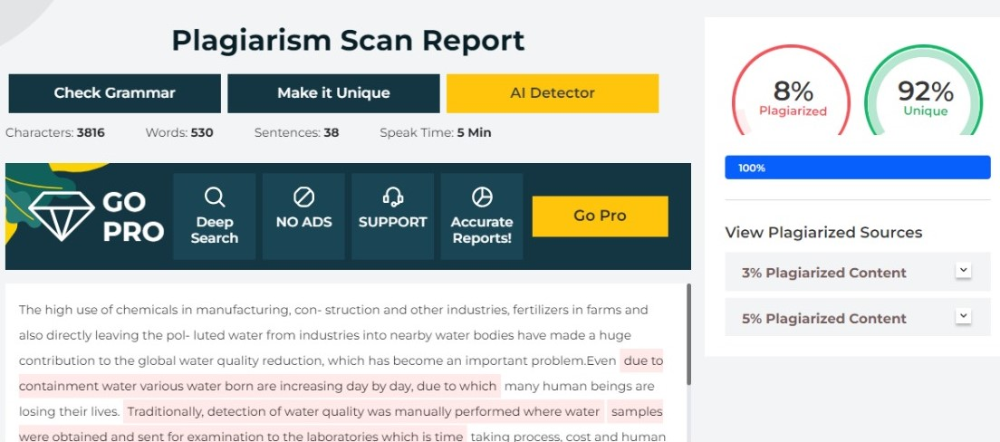 Plagiarism Scan Report
Check Grammar
Make it Unique
AI Detector
Characters: 3816 Words: 530 Sentences: 38 Speak Time: 5 Min
GO PRO
Deep Search
NO ADS
SUPPORT
Accurate Reports!
Go Pro
The high use of chemicals in manufacturing, con- struction and other industries, fertilizers in farms and
also directly leaving the pol- luted water from industries into nearby water bodies have made a huge
contribution to the global water quality reduction, which has become an important problem.Even due to
containment water various water born are increasing day by day, due to which many human beings are
losing their lives. Traditionally, detection of water quality was manually performed where water samples
were obtained and sent for examination to the laboratories which is time taking process, cost and human
8%
Plagiarized
92%
Unique
100%
View Plagiarized Sources
3% Plagiarized Content
5% Plagiarized Content